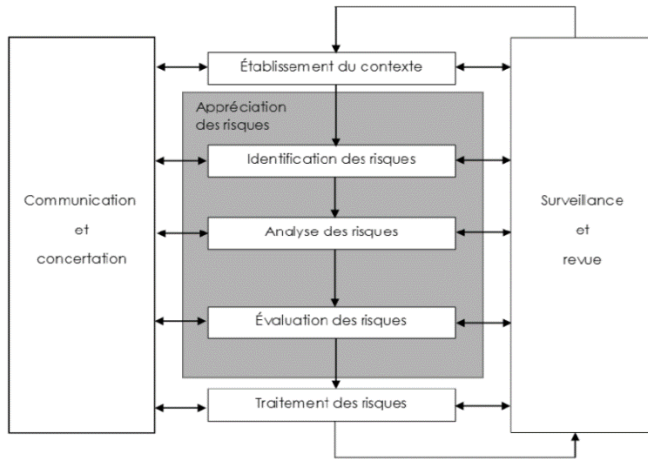 Établissement du contexte
Appréciation
des risques
Identification des risques
Communication
et
concertation
Analyse des risques
Surveillance
et
revue
Évaluation des risques
Traitement des risques